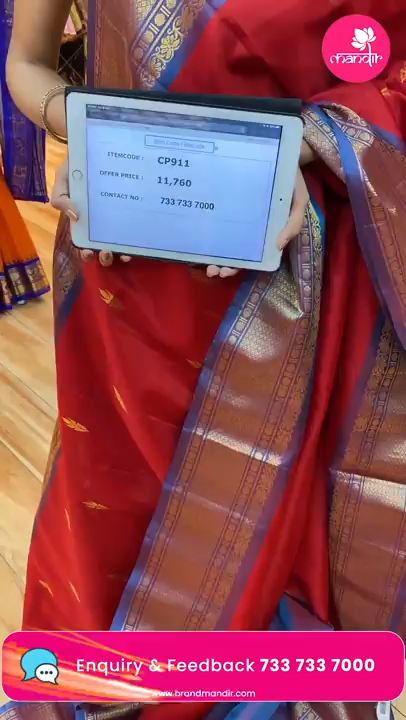 mandir
ITEMCODE : CP911
OFFER PRICE : 11,760
CONTACT NO : 733 733 7000
Enquiry & Feedback 733 733 7000
www.brandmandir.com